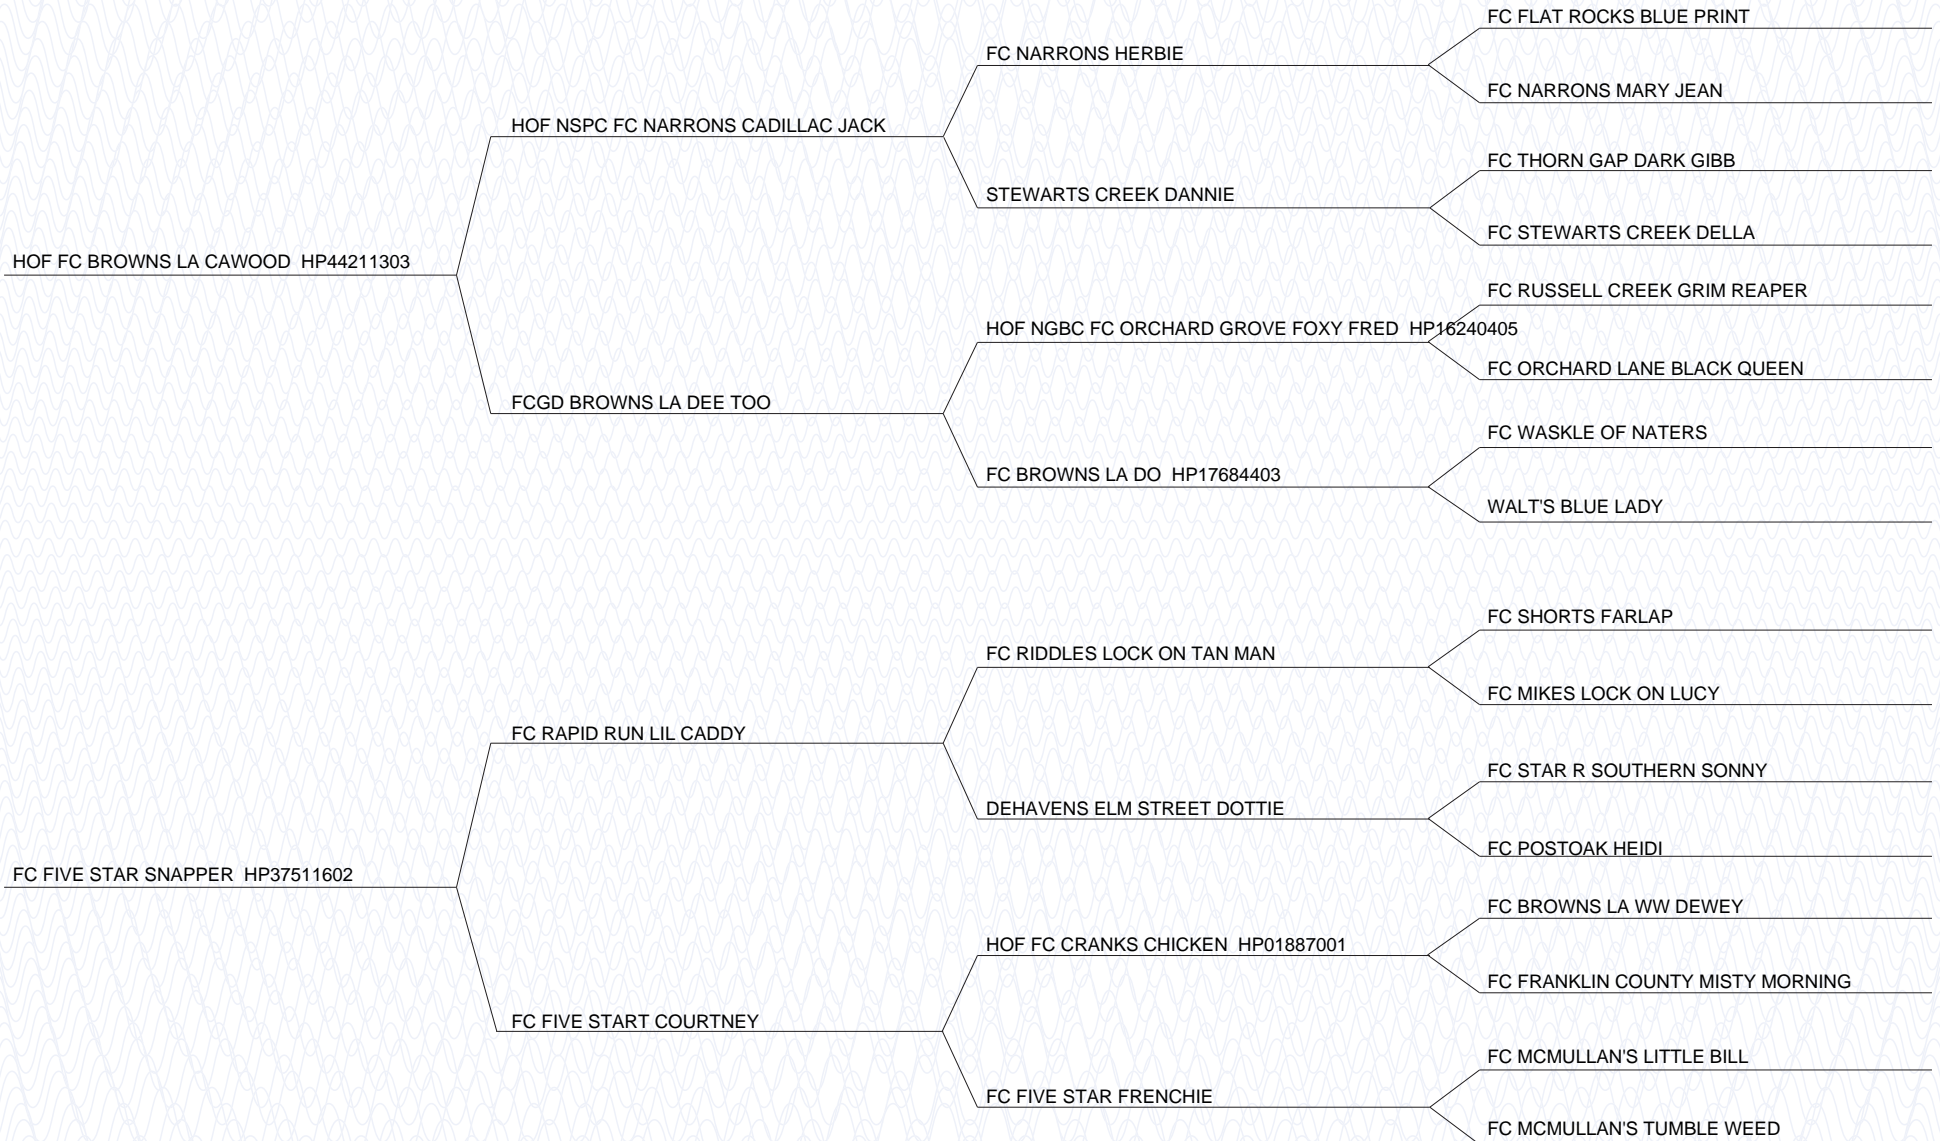 FC FLAT ROCKS BLUE PRINT
FC NARRONS HERBIE
FC NARRONS MARY JEAN
HOF NSPC FC NARRONS CADILLAC JACK
FC THORN GAP DARK GIBB
STEWARTS CREEK DANNIE
FC STEWARTS CREEK DELLA
HOF FC BROWNS LA CAWOOD  HP44211303
FC RUSSELL CREEK GRIM REAPER
HOF NGBC FC ORCHARD GROVE FOXY FRED  HP16240405
FC ORCHARD LANE BLACK QUEEN
FCGD BROWNS LA DEE TOO
FC WASKLE OF NATERS
FC BROWNS LA DO  HP17684403
WALT'S BLUE LADY
FC SHORTS FARLAP
FC RIDDLES LOCK ON TAN MAN
FC MIKES LOCK ON LUCY
FC RAPID RUN LIL CADDY
FC STAR R SOUTHERN SONNY
DEHAVENS ELM STREET DOTTIE
FC POSTOAK HEIDI
FC FIVE STAR SNAPPER  HP37511602
FC BROWNS LA WW DEWEY
HOF FC CRANKS CHICKEN  HP01887001
FC FRANKLIN COUNTY MISTY MORNING
FC FIVE START COURTNEY
FC MCMULLAN'S LITTLE BILL
FC FIVE STAR FRENCHIE
FC MCMULLAN'S TUMBLE WEED